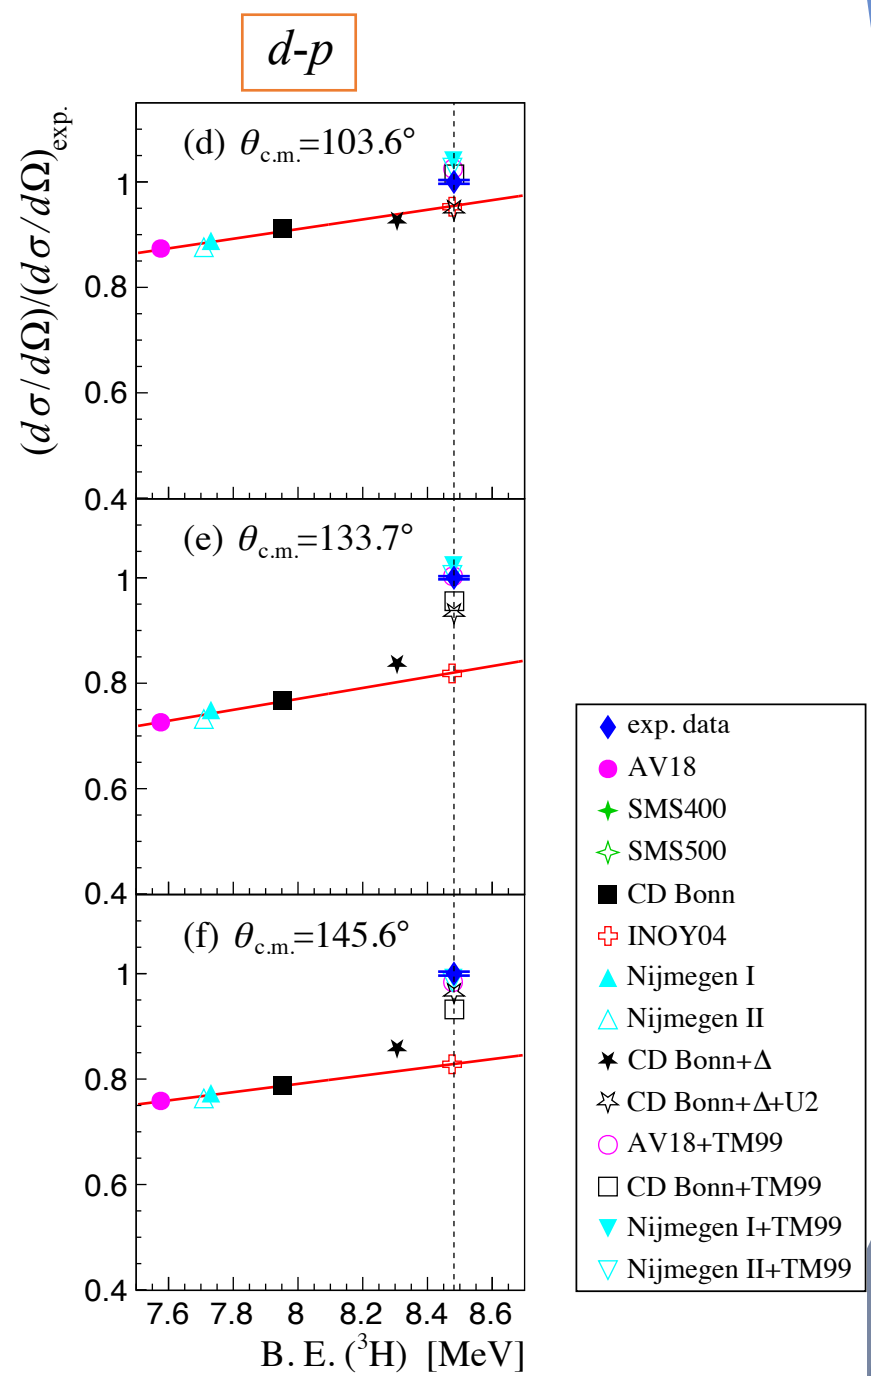 d-p
(dσ/dΩ)/(dσ/dΩ)exp.
(d) θc.m.=103.6°
1
0.8
0.6
0.4
(e) θc.m.=133.7°
1
0.8
0.6
0.4
(f) θc.m.=145.6°
1
0.8
0.6
0.4
7.6 7.8 8 8.2 8.4 8.6
B. E. (³H) [MeV]
exp. data
AV18
SMS400
SMS500
CD Bonn
INOY04
Nijmegen I
Nijmegen II
CD Bonn+Δ
CD Bonn+Δ+U2
AV18+TM99
CD Bonn+TM99
Nijmegen I+TM99
Nijmegen II+TM99